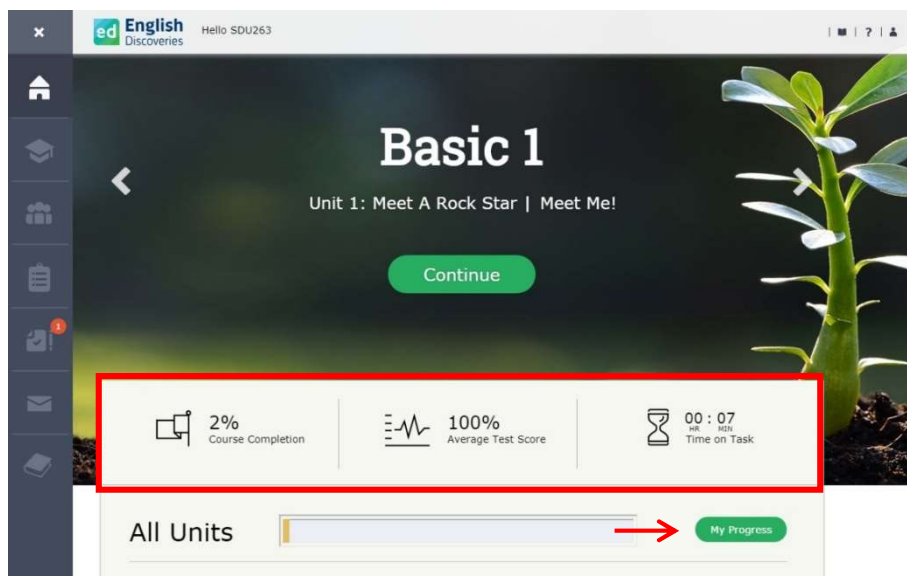 ed English Discoveries
Hello SDU263
| | ? |
Basic 1
Unit 1: Meet A Rock Star | Meet Me!
Continue
1
2%
Course Completion
100%
Average Test Score
00 : 07
HR MIN
Time on Task
All Units
My Progress